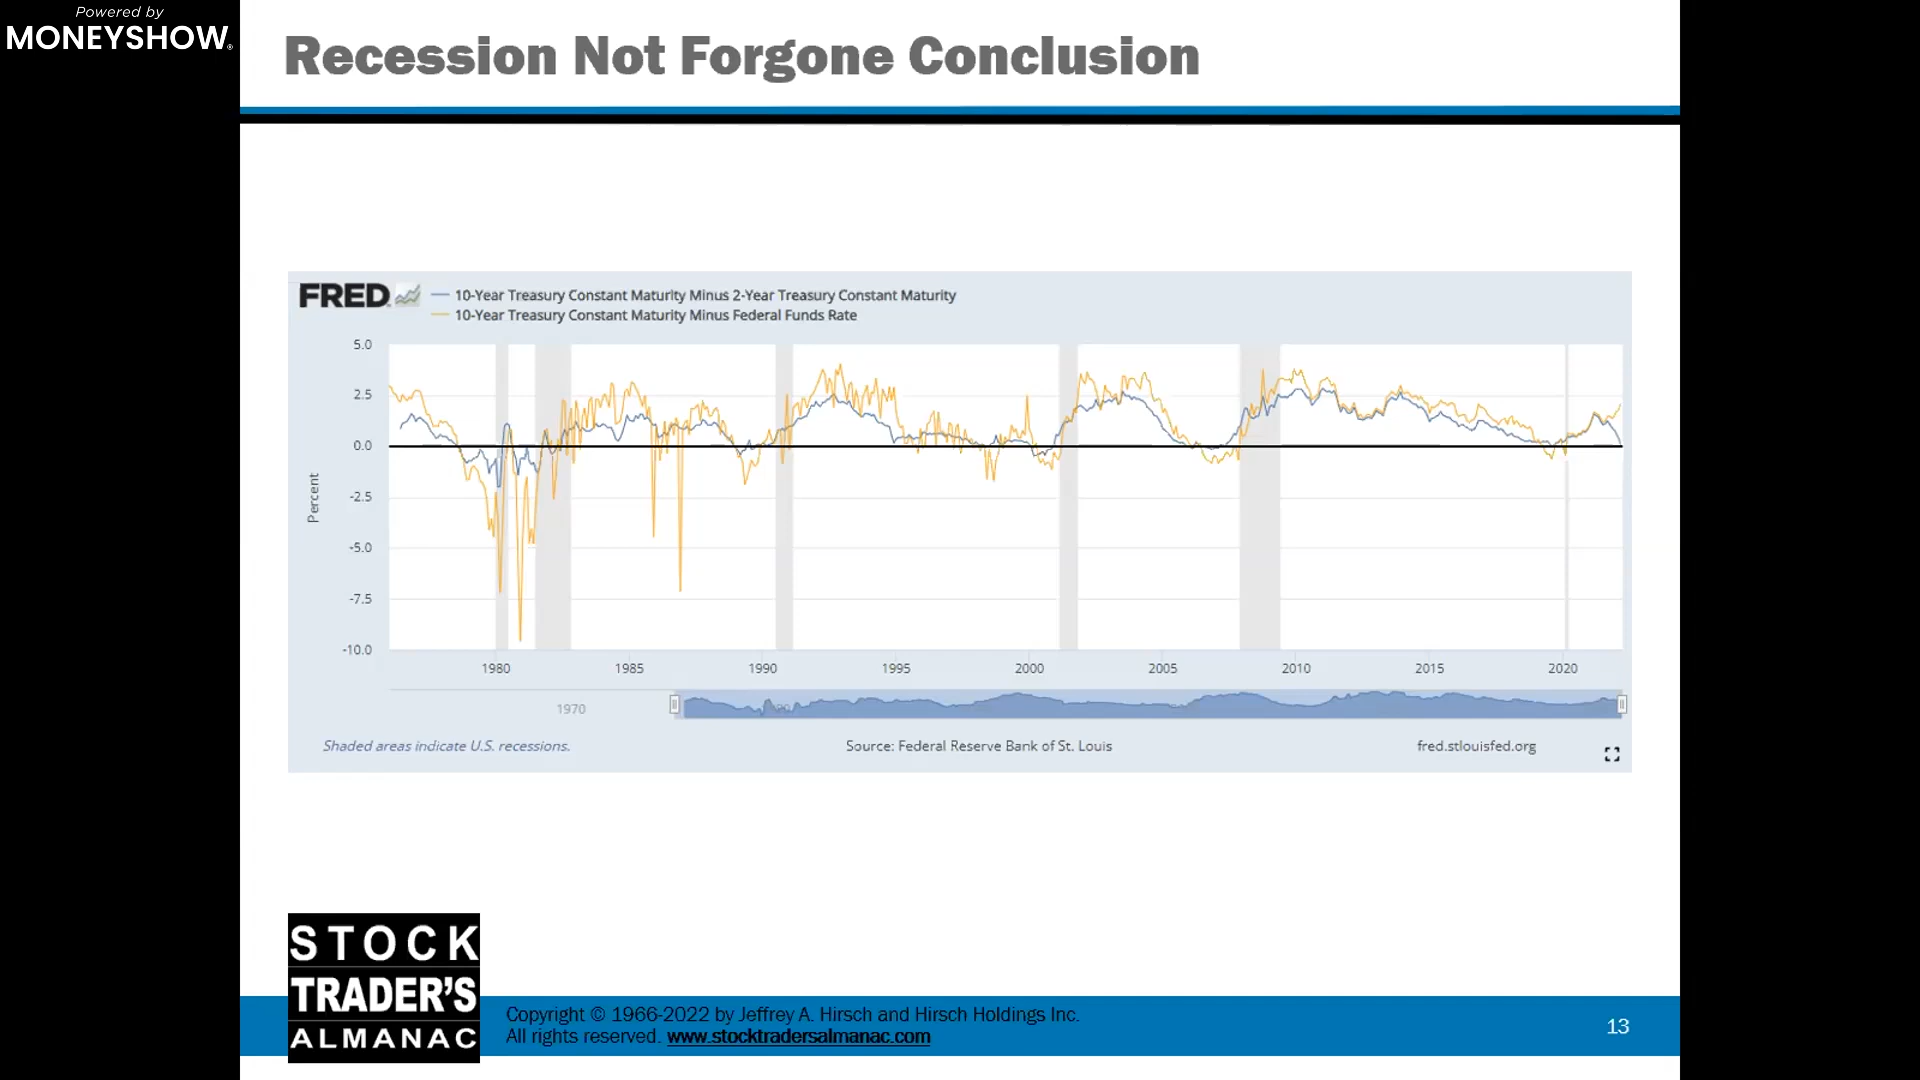 Powered by
MONEYSHOW®
Recession Not Forgone Conclusion
FRED
10-Year Treasury Constant Maturity Minus 2-Year Treasury Constant Maturity
10-Year Treasury Constant Maturity Minus Federal Funds Rate
5.0
2.5
0.0
-2.5
-5.0
-7.5
-10.0
Percent
1980 1985 1990 1995 2000 2005 2010 2015 2020
1970
Shaded areas indicate U.S. recessions.
Source: Federal Reserve Bank of St. Louis
fred.stlouisfed.org
STOCK
TRADER'S
ALMANAC
Copyright © 1966-2022 by Jeffrey A. Hirsch and Hirsch Holdings Inc.
All rights reserved. www.stocktradersalmanac.com
13